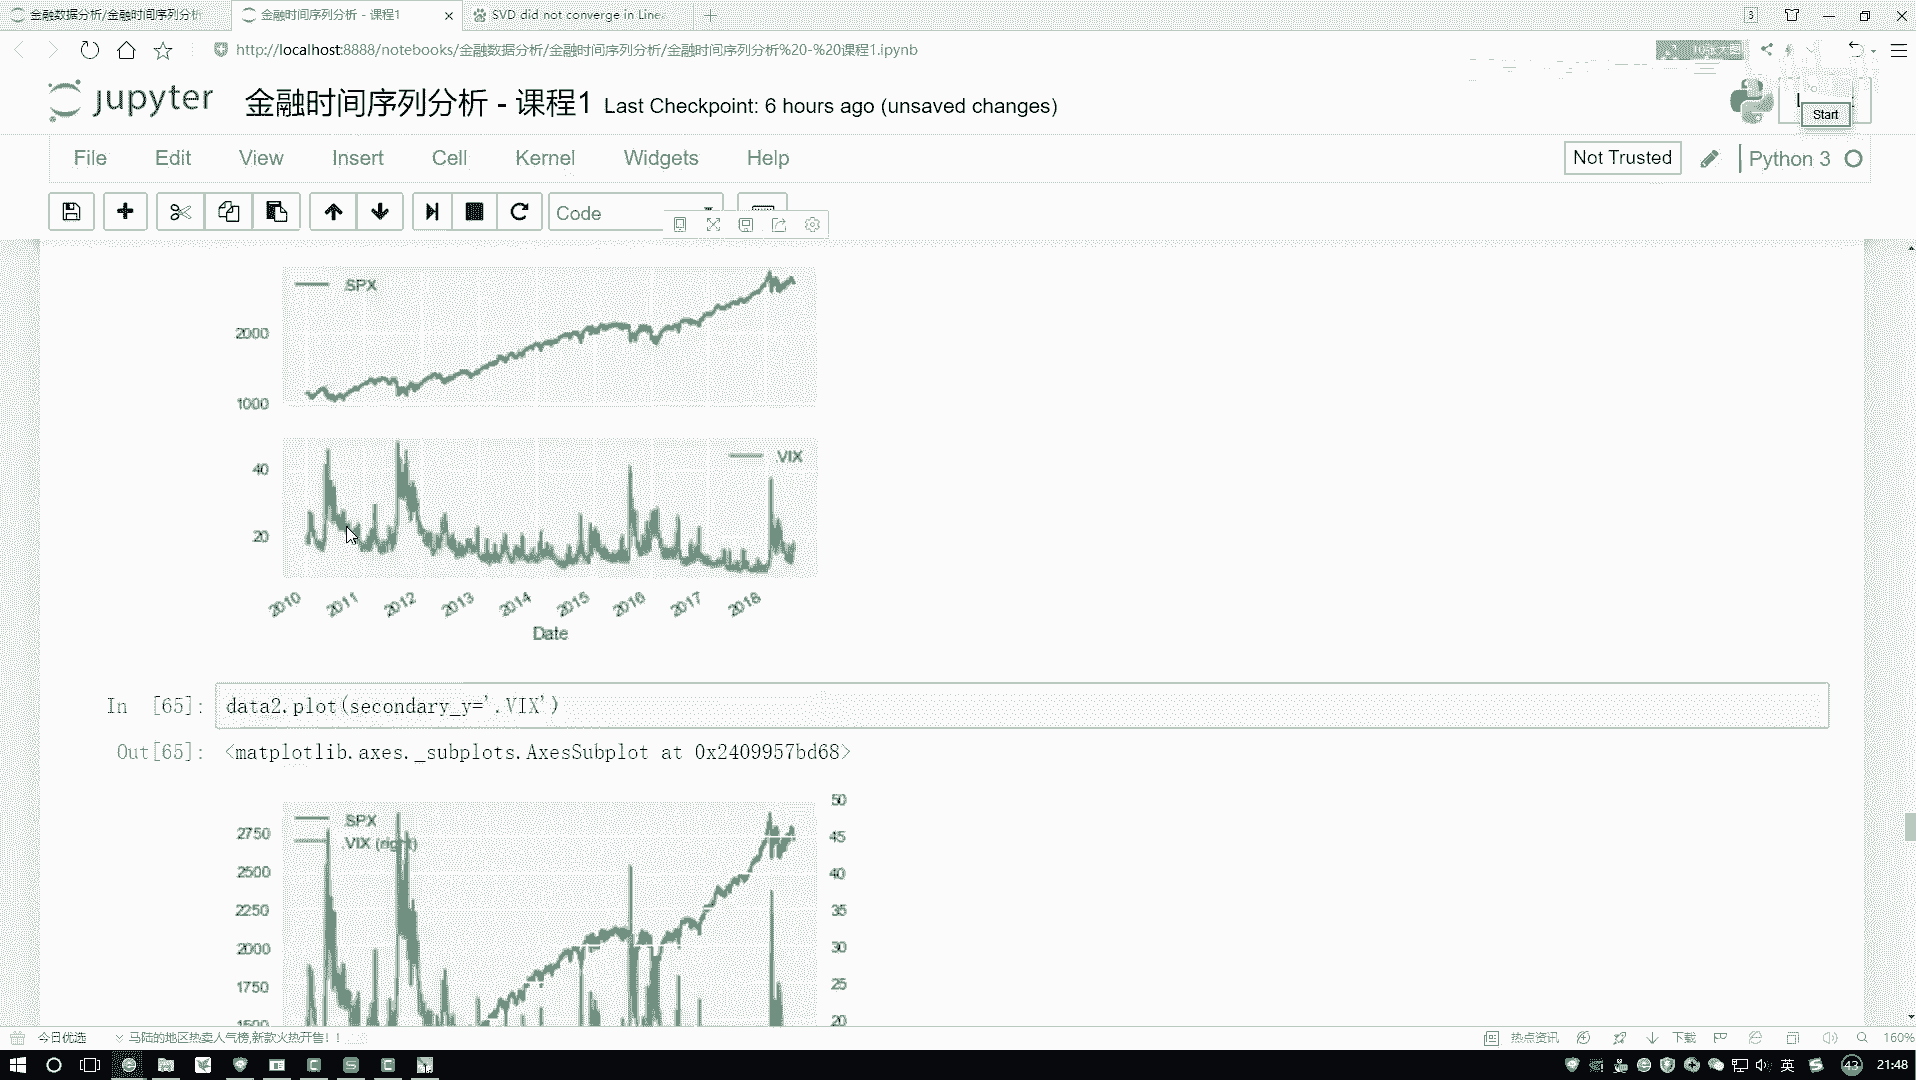 金融数据分析/金融时间序列分析
金融时间序列分析 - 课程1
SVD did not converge in Linea
3
http://localhost:8888/notebooks/金融数据分析/金融时间序列分析/金融时间序列分析%20-%20课程1.ipynb
jupyter 金融时间序列分析 - 课程1 Last Checkpoint: 6 hours ago (unsaved changes)
Start
File Edit View Insert Cell Kernel Widgets Help
Not Trusted
Python 3
Code
.SPX
2000
1000
.VIX
40
20
2010 2011 2012 2013 2014 2015 2016 2017 2018
Date
In [65]: data2.plot(secondary_y='.VIX')
Out[65]: <matplotlib.axes._subplots.AxesSubplot at 0x2409957bd68>
.SPX
.VIX (right)
2750
2500
2250
2000
1750
1500
50
45
40
35
30
25
20
今日优选
马陆的地区热卖人气榜,新款火热开售!!
热点资讯
下载
160%
英
43
21:48